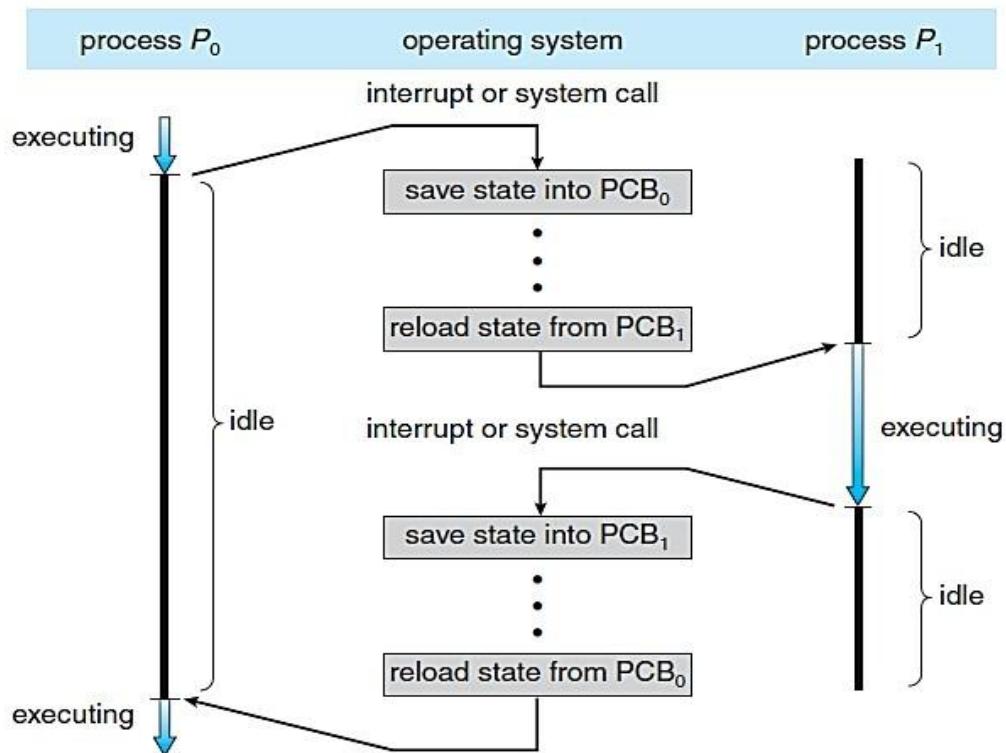 process P₀ operating system process P₁
interrupt or system call
executing
save state into PCB₀
idle
reload state from PCB₁
idle
interrupt or system call
executing
save state into PCB₁
idle
reload state from PCB₀
executing